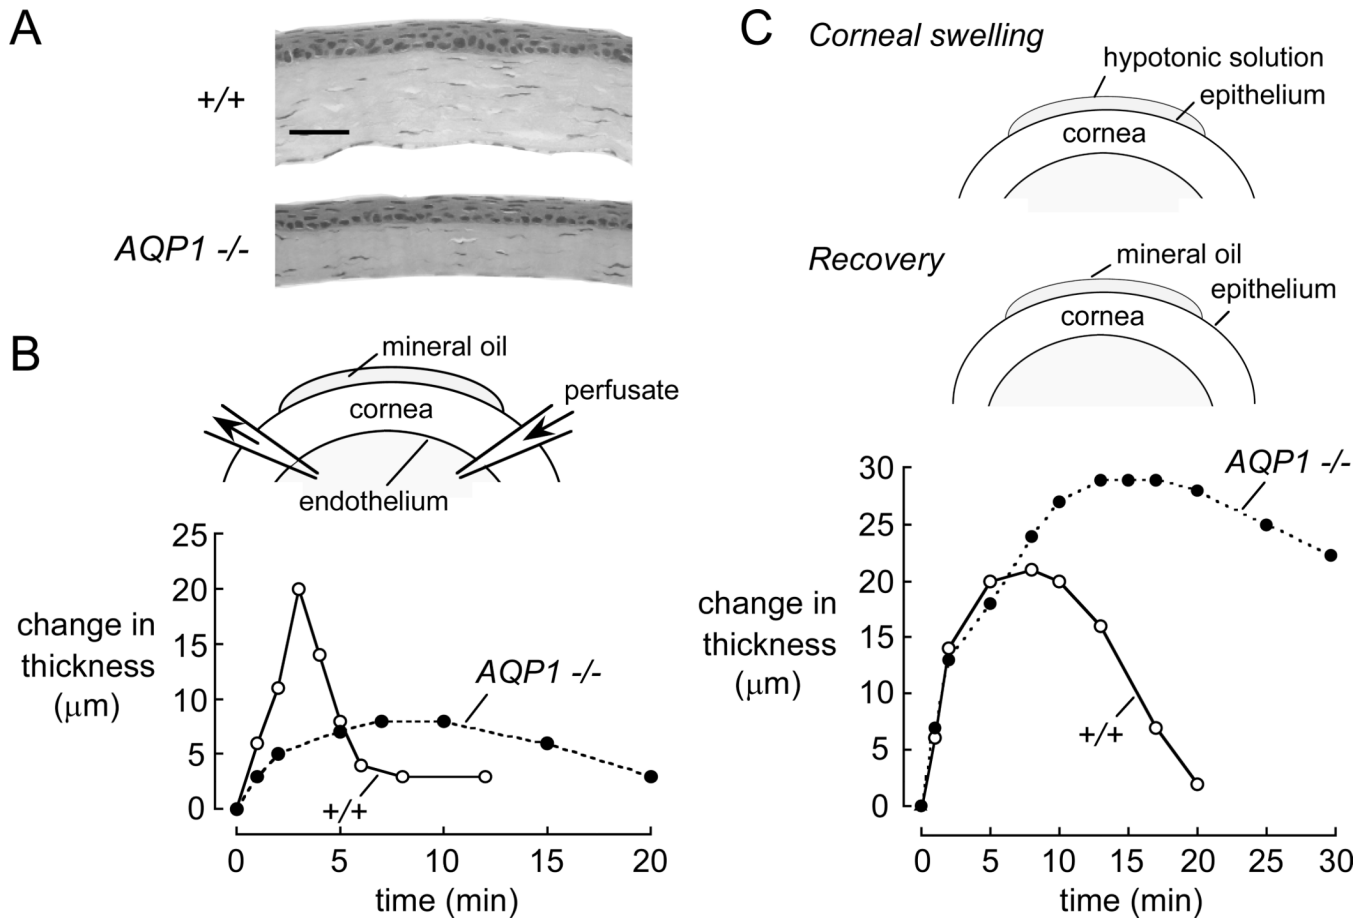 A
+/+
AQP1 -/-
B
mineral oil
perfusate
cornea
endothelium
25
20
15
10
5
0
change in
thickness
(μm)
AQP1 -/-
+/+
0 5 10 15 20
time (min)
C
Corneal swelling
hypotonic solution
epithelium
cornea
Recovery
mineral oil
epithelium
cornea
30
25
20
15
10
5
0
change in
thickness
(μm)
AQP1 -/-
+/+
0 5 10 15 20 25 30
time (min)